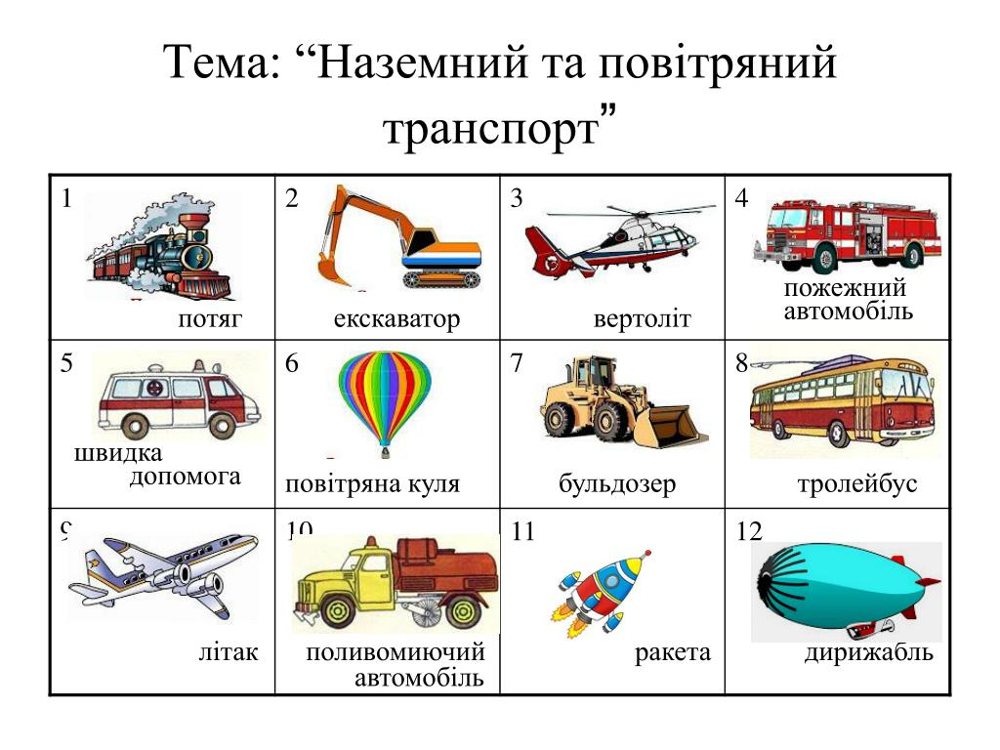 Тема: “Наземний та повітряний
транспорт”
1
потяг
2
екскаватор
3
вертоліт
4
пожежний
автомобіль
5
швидка
допомога
6
повітряна куля
7
бульдозер
8
тролейбус
9
літак
10
поливомиючий
автомобіль
11
ракета
12
дирижабль